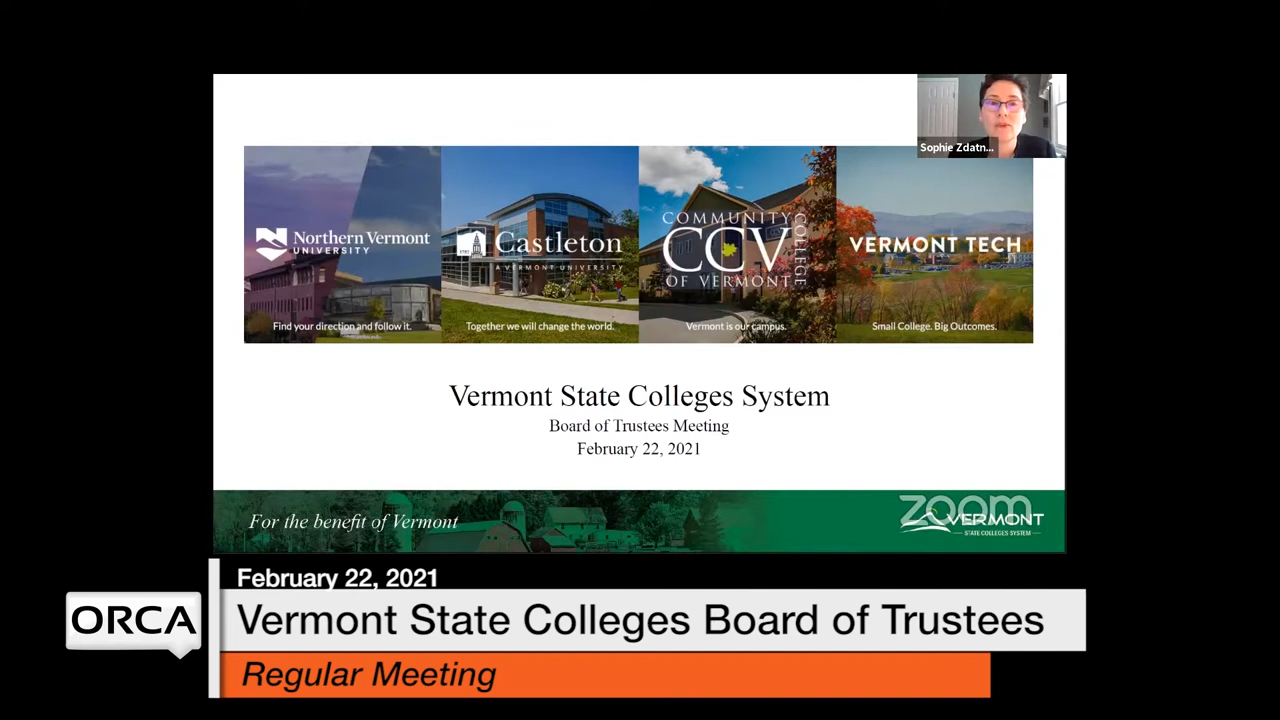 Sophie Zdatn...
Northern Vermont
UNIVERSITY
Find your direction and follow it.
Castleton
A VERMONT UNIVERSITY
Together we will change the world.
COMMUNITY
COLLEGE
CCV
OF VERMONT
Vermont is our campus.
VERMONT TECH
Small College. Big Outcomes.
Vermont State Colleges System
Board of Trustees Meeting
February 22, 2021
For the benefit of Vermont
zoom
VERMONT
STATE COLLEGES SYSTEM
February 22, 2021
ORCA
Vermont State Colleges Board of Trustees
Regular Meeting